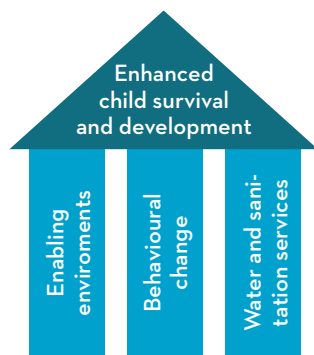 Enhanced
child survival
and development
Enabling
enviroments
Behavioural
change
Water and sani-
tation services